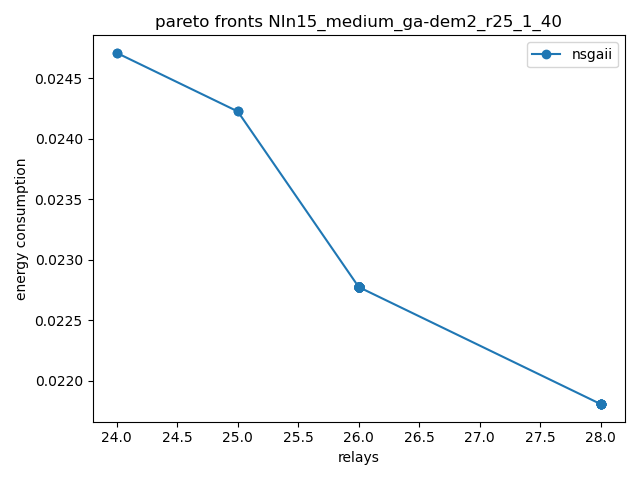 pareto fronts NIn15_medium_ga-dem2_r25_1_40
nsgaii
energy consumption
0.0245
0.0240
0.0235
0.0230
0.0225
0.0220
24.0 24.5 25.0 25.5 26.0 26.5 27.0 27.5 28.0
relays